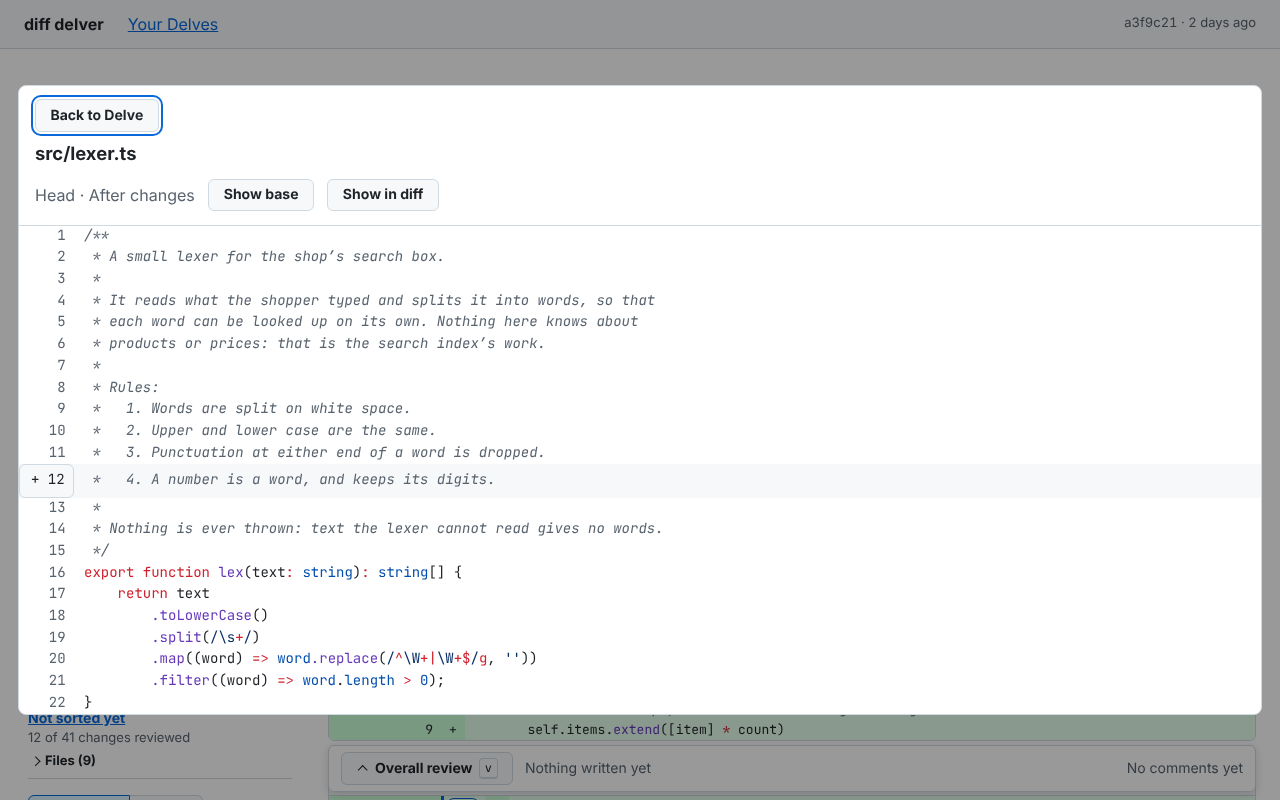 diff delver Your Delves a3f9c21 · 2 days ago
Back to Delve
src/lexer.ts
Head · After changes Show base Show in diff
1 /**
2  * A small lexer for the shop’s search box.
3  *
4  * It reads what the shopper typed and splits it into words, so that
5  * each word can be looked up on its own. Nothing here knows about
6  * products or prices: that is the search index’s work.
7  *
8  * Rules:
9  *   1. Words are split on white space.
10  *   2. Upper and lower case are the same.
11  *   3. Punctuation at either end of a word is dropped.
+ 12  *   4. A number is a word, and keeps its digits.
13  *
14  * Nothing is ever thrown: text the lexer cannot read gives no words.
15  */
16 export function lex(text: string): string[] {
17     return text
18         .toLowerCase()
19         .split(/\s+/)
20         .map((word) => word.replace(/^\W+|\W+$/g, ''))
21         .filter((word) => word.length > 0);
22 }
Not sorted yet
9 + self.items.extend([item] * count)
12 of 41 changes reviewed
Files (9)
Overall review v Nothing written yet No comments yet